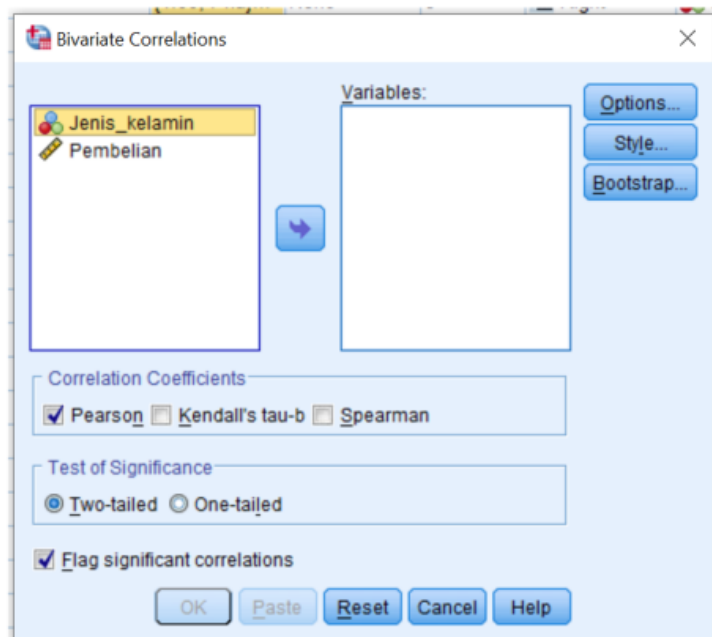 Bivariate Correlations
Variables:
Jenis_kelamin
Pembelian
Options...
Style...
Bootstrap...
Correlation Coefficients
Pearson Kendall's tau-b Spearman
Test of Significance
Two-tailed One-tailed
Flag significant correlations
OK Paste Reset Cancel Help